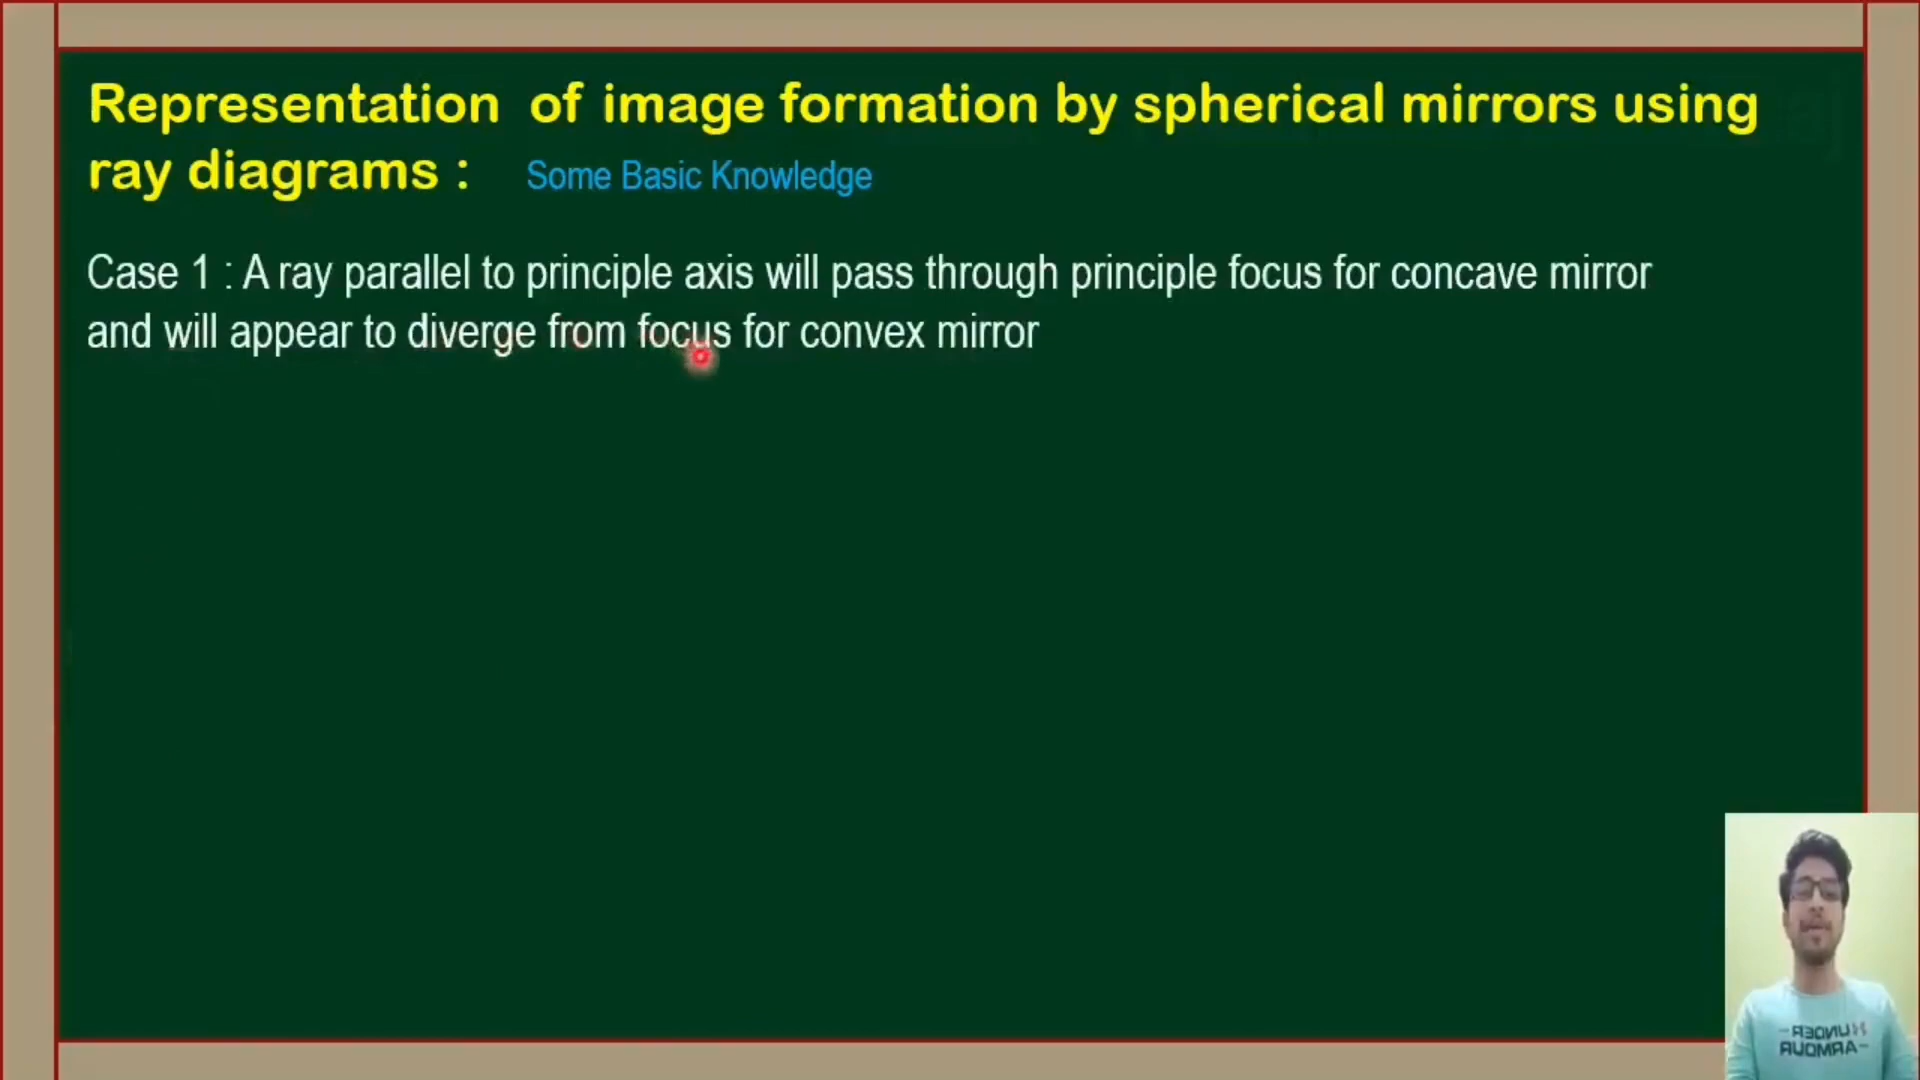 Representation of image formation by spherical mirrors using
ray diagrams : Some Basic Knowledge
Case 1 : A ray parallel to principle axis will pass through principle focus for concave mirror
and will appear to diverge from focus for convex mirror
UNDER
ARMOUR